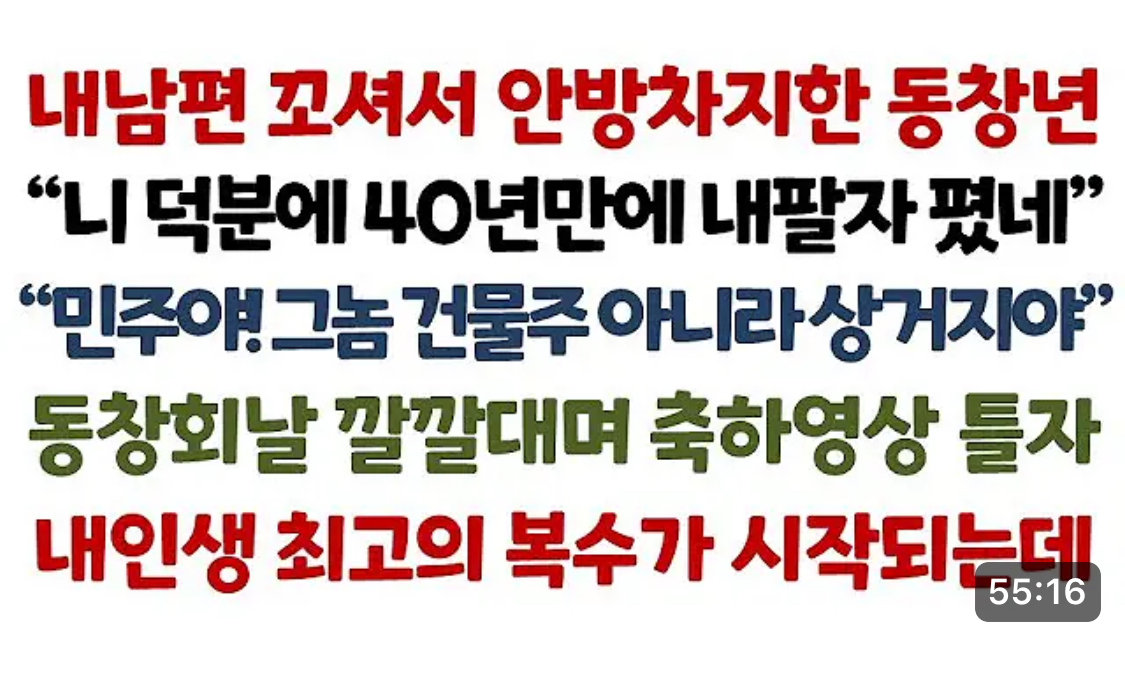 내남편 꼬셔서 안방차지한 동창년
“니 덕분에 40년만에 내팔자 폈네”
“민주야! 그놈 건물주 아니라 상거지야”
동창회날 깔깔대며 축하영상 틀자
내인생 최고의 복수가 시작되는데
55:16